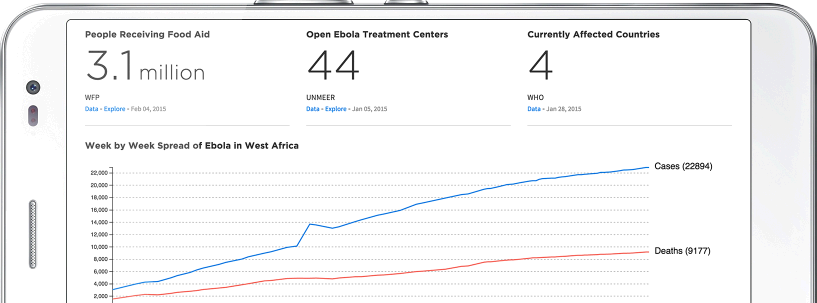 People Receiving Food Aid
3.1 million
WFP
Data - Explore - Feb 04, 2015
Open Ebola Treatment Centers
44
UNMEER
Data - Explore - Jan 05, 2015
Currently Affected Countries
4
WHO
Data - Jan 28, 2015
Week by Week Spread of Ebola in West Africa
22,000
20,000
18,000
16,000
14,000
12,000
10,000
8,000
6,000
4,000
2,000
Cases (22894)
Deaths (9177)